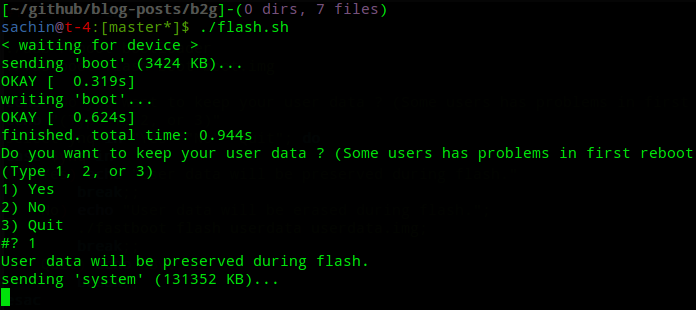 [~/github/blog-posts/b2g]-(0 dirs, 7 files)
sachin@t-4:[master*]$ ./flash.sh
< waiting for device >
sending 'boot' (3424 KB)...
OKAY [  0.319s]
writing 'boot'...
OKAY [  0.624s]
finished. total time: 0.944s
Do you want to keep your user data ? (Some users has problems in first reboot
(Type 1, 2, or 3)
1) Yes
2) No
3) Quit
#? 1
User data will be preserved during flash.
sending 'system' (131352 KB)...